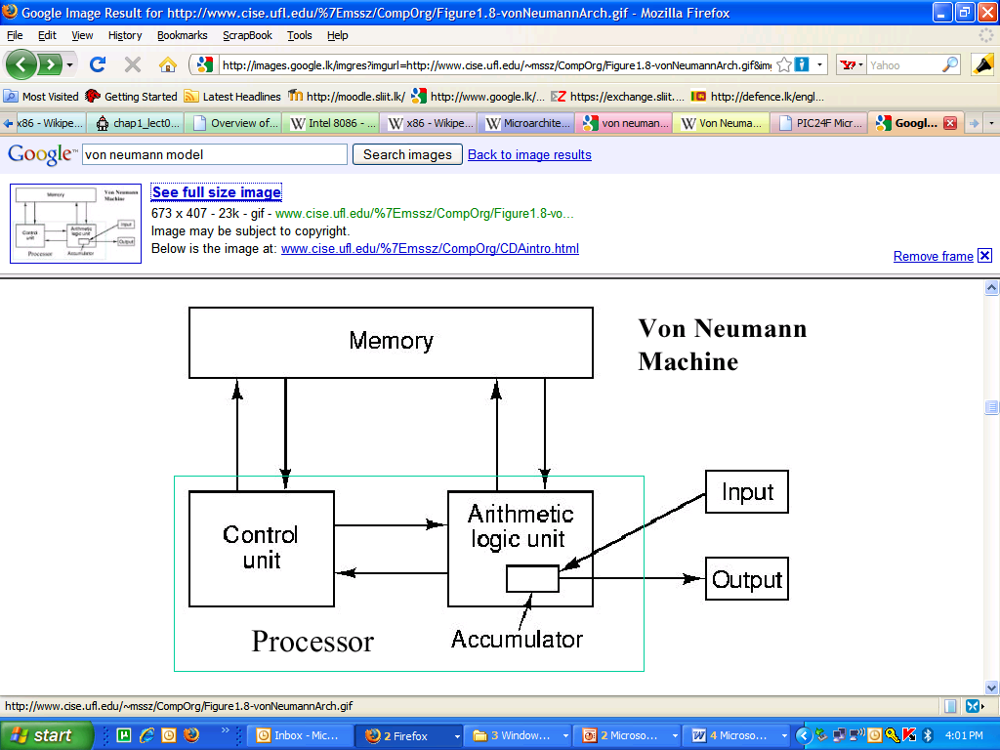 Google Image Result for http://www.cise.ufl.edu/%7Emssz/CompOrg/Figure1.8-vonNeumannArch.gif - Mozilla Firefox
File Edit View History Bookmarks ScrapBook Tools Help
http://images.google.lk/imgres?imgurl=http://www.cise.ufl.edu/~mssz/CompOrg/Figure1.8-vonNeumannArch.gif&img Yahoo
Most Visited Getting Started Latest Headlines http://moodle.sliit.lk/ http://www.google.lk/... https://exchange.sliit.... http://defence.lk/engl...
x86 - Wikipe... chap1_lect0... Overview of... Intel 8086 - ... x86 - Wikipe... Microarchite... von neuman... Von Neuma... PIC24F Micr... Googl...
Google™ von neumann model Search images Back to image results
See full size image
673 x 407 - 23k - gif - www.cise.ufl.edu/%7Emssz/CompOrg/Figure1.8-vo...
Image may be subject to copyright.
Below is the image at: www.cise.ufl.edu/%7Emssz/CompOrg/CDAintro.html
Remove frame
Memory
Von Neumann
Machine
Control
unit
Arithmetic
logic unit
Input
Output
Processor
Accumulator
http://www.cise.ufl.edu/~mssz/CompOrg/Figure1.8-vonNeumannArch.gif
start Inbox - Mic... 2 Firefox 3 Window... 2 Microso... 4 Microso... 4:01 PM